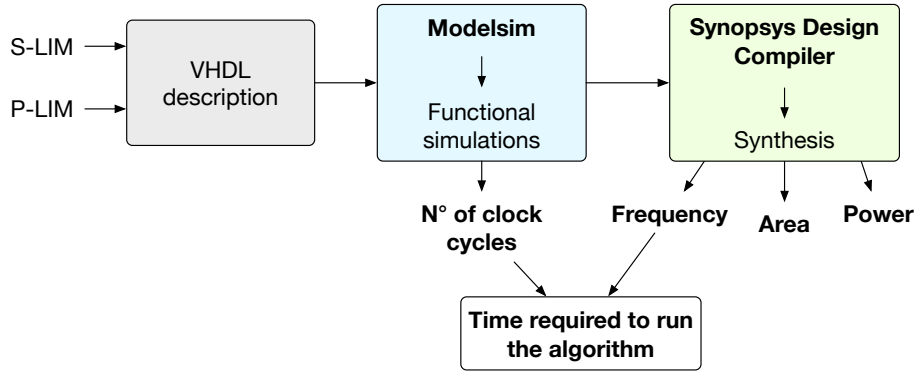 S-LIM
P-LIM
VHDL
description
Modelsim
Functional
simulations
Synopsys Design
Compiler
Synthesis
N° of clock
cycles
Frequency
Area
Power
Time required to run
the algorithm